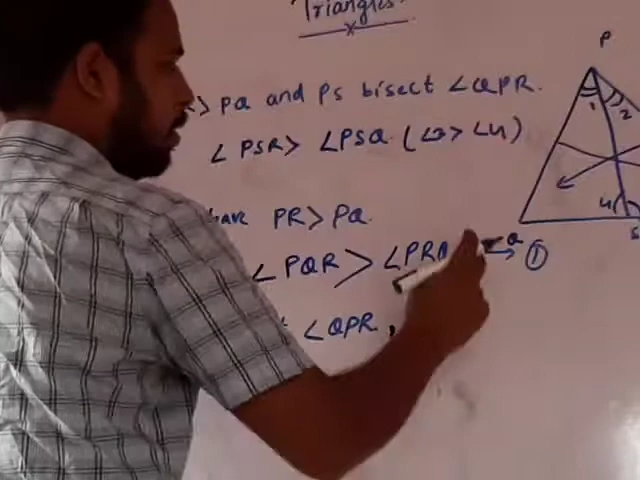 Triangles.
> PQ and PS bisect ∠QPR.
∠PSR > ∠PSQ. (∠3 > ∠4)
have PR > PQ.
∠PQR > ∠PRQ → ①
∠QPR,
P
1 2
4
Q S